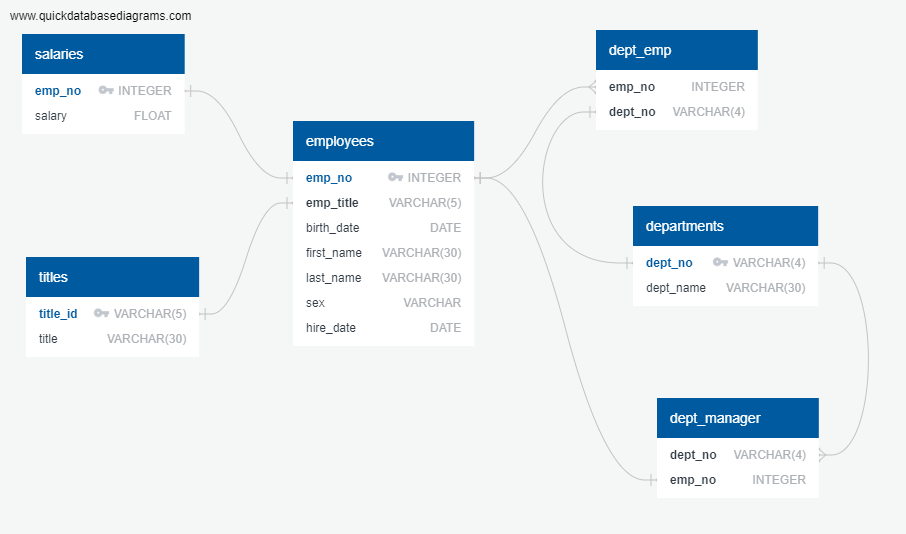 www.quickdatabasediagrams.com
salaries
emp_no INTEGER
salary FLOAT
titles
title_id VARCHAR(5)
title VARCHAR(30)
employees
emp_no INTEGER
emp_title VARCHAR(5)
birth_date DATE
first_name VARCHAR(30)
last_name VARCHAR(30)
sex VARCHAR
hire_date DATE
dept_emp
emp_no INTEGER
dept_no VARCHAR(4)
departments
dept_no VARCHAR(4)
dept_name VARCHAR(30)
dept_manager
dept_no VARCHAR(4)
emp_no INTEGER